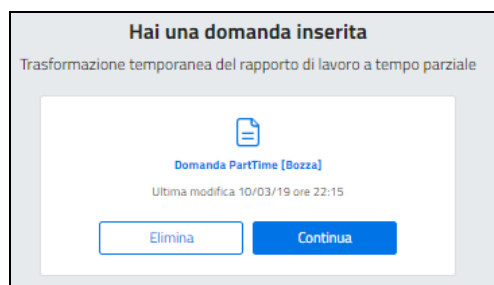 Hai una domanda inserita
Trasformazione temporanea del rapporto di lavoro a tempo parziale
Domanda PartTime [Bozza]
Ultima modifica 10/03/19 ore 22:15
Elimina
Continua